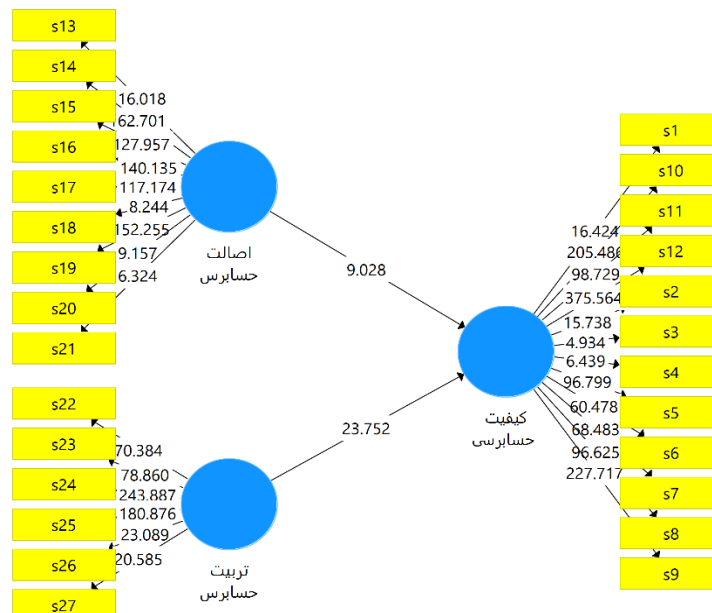 s13
s14
s15
s16
s17
s18
s19
s20
s21
16.018
62.701
127.957
140.135
117.174
8.244
152.255
9.157
6.324
اصالت
حسابرس
9.028
s22
s23
s24
s25
s26
s27
70.384
78.860
243.887
180.876
23.089
20.585
تربیت
حسابرس
23.752
کیفیت
حسابرسی
16.424
205.486
98.729
375.564
15.738
4.934
6.439
96.799
60.478
68.483
96.625
227.717
s1
s10
s11
s12
s2
s3
s4
s5
s6
s7
s8
s9